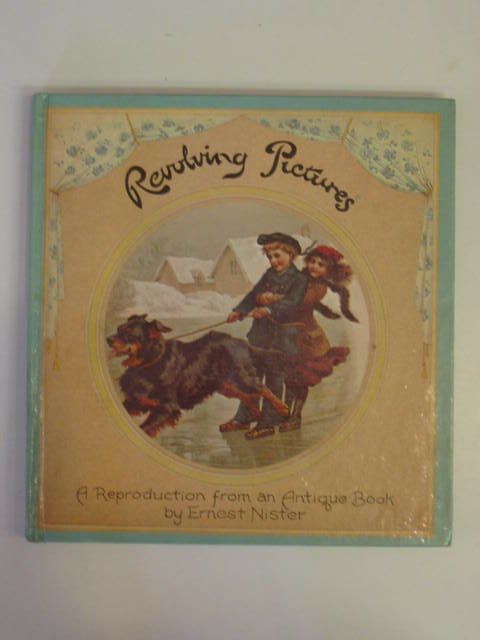 Revolving Pictures
A Reproduction from an Antique Book
by Ernest Nister